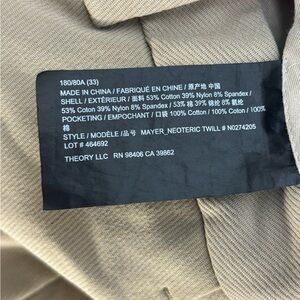 180/80A (33)
MADE IN CHINA / FABRIQUÉ EN CHINE / 原产地 中国
SHELL / EXTÉRIEUR / 面料 53% Cotton 39% Nylon 8% Spandex /
53% Coton 39% Nylon 8% Spandex / 53% 棉 39% 锦纶 8% 氨纶
POCKETING / EMPOCHANT / 口袋 100% Cotton / 100% Coton / 100%
棉
STYLE / MODÈLE /品号 MAYER_NEOTERIC TWILL # N0274205
LOT # 464692
THEORY LLC RN 98406 CA 39862